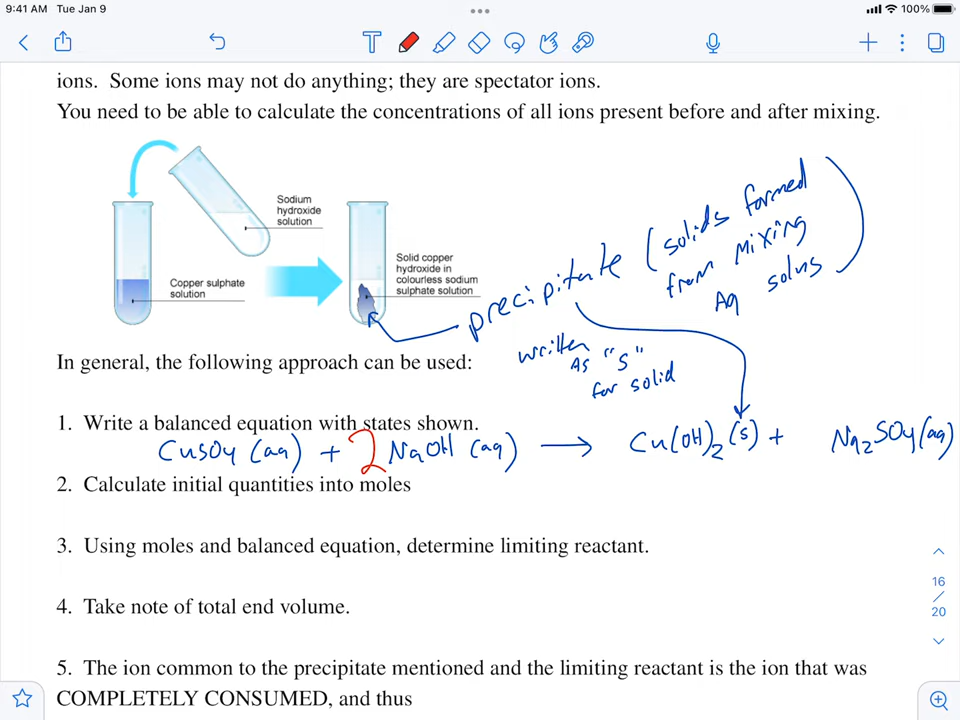 9:41 AM Tue Jan 9
100%
ions. Some ions may not do anything; they are spectator ions.
You need to be able to calculate the concentrations of all ions present before and after mixing.
Sodium
hydroxide
solution
Copper sulphate
solution
Solid copper
hydroxide in
colourless sodium
sulphate solution
precipitate (solids formed
from mixing
Aq solns)
written
As "s"
for solid
In general, the following approach can be used:
1. Write a balanced equation with states shown.
CuSO4 (aq) + 2 NaOH (aq) → Cu(OH)2 (s) + Na2SO4 (aq)
2. Calculate initial quantities into moles
3. Using moles and balanced equation, determine limiting reactant.
4. Take note of total end volume.
5. The ion common to the precipitate mentioned and the limiting reactant is the ion that was
COMPLETELY CONSUMED, and thus
16
/
20